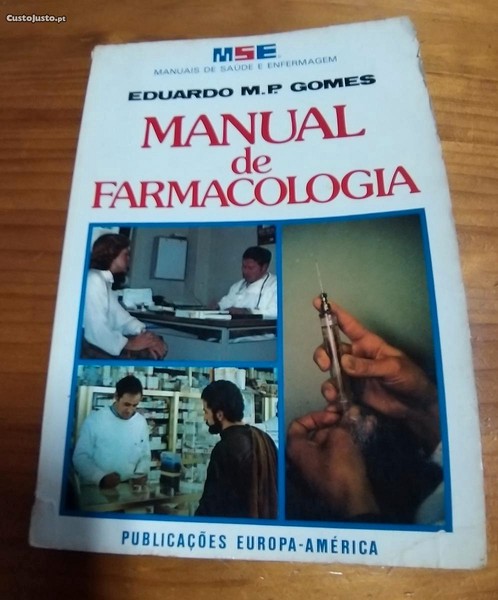 CustoJusto.pt
MSE
MANUAIS DE SAÚDE E ENFERMAGEM
EDUARDO M.P. GOMES
MANUAL
de
FARMACOLOGIA
PUBLICAÇÕES EUROPA-AMÉRICA